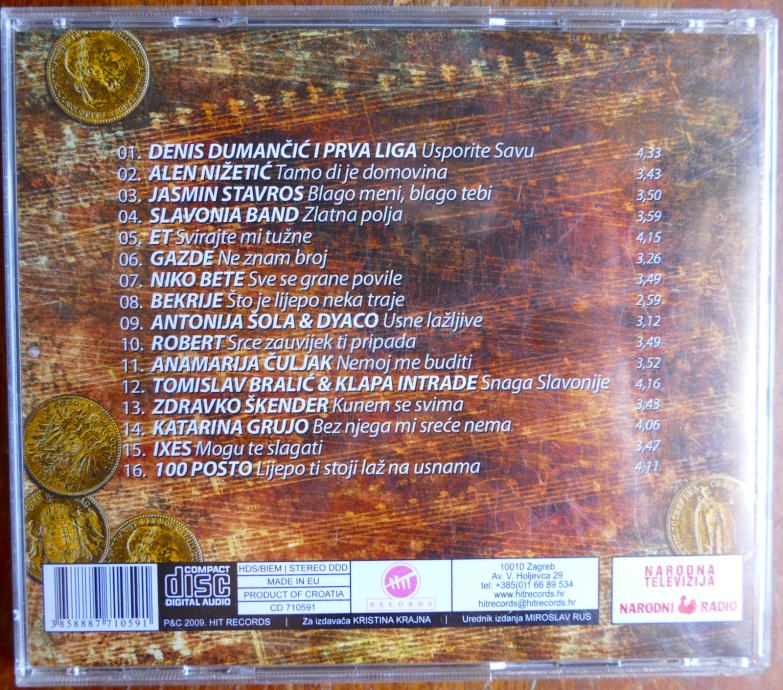 01. DENIS DUMANČIĆ I PRVA LIGA Usporite Savu 4,33
02. ALEN NIŽETIĆ Tamo di je domovina 3,43
03. JASMIN STAVROS Blago meni, blago tebi 3,50
04. SLAVONIA BAND Zlatna polja 3,59
05. ET Svirajte mi tužne 4,15
06. GAZDE Ne znam broj 3,26
07. NIKO BETE Sve se grane povile 3,49
08. BEKRIJE Što je lijepo neka traje 2,59
09. ANTONIJA ŠOLA & DYACO Usne lažljive 3,12
10. ROBERT Srce zauvijek ti pripada 3,49
11. ANAMARIJA ČULJAK Nemoj me buditi 3,52
12. TOMISLAV BRALIĆ & KLAPA INTRADE Snaga Slavonije 4,16
13. ZDRAVKO ŠKENDER Kunem se svima 3,43
14. KATARINA GRUJO Bez njega mi sreće nema 4,06
15. IXES Mogu te slagati 3,47
16. 100 POSTO Lijepo ti stoji laž na usnama 4,11
3858887710591
COMPACT
disc
DIGITAL AUDIO
HDS/BIEM | STEREO DDD
MADE IN EU
PRODUCT OF CROATIA
CD 710591
HIT
RECORDS
10010 Zagreb
Av. V. Holjevca 29
tel: +385(0)1 66 89 534
www.hitrecords.hr
hitrecords@hitrecords.hr
NARODNA
TELEVIZIJA
NARODNI RADIO
P&C 2009. HIT RECORDS | Za izdavača KRISTINA KRAJNA | Urednik izdanja MIROSLAV RUS